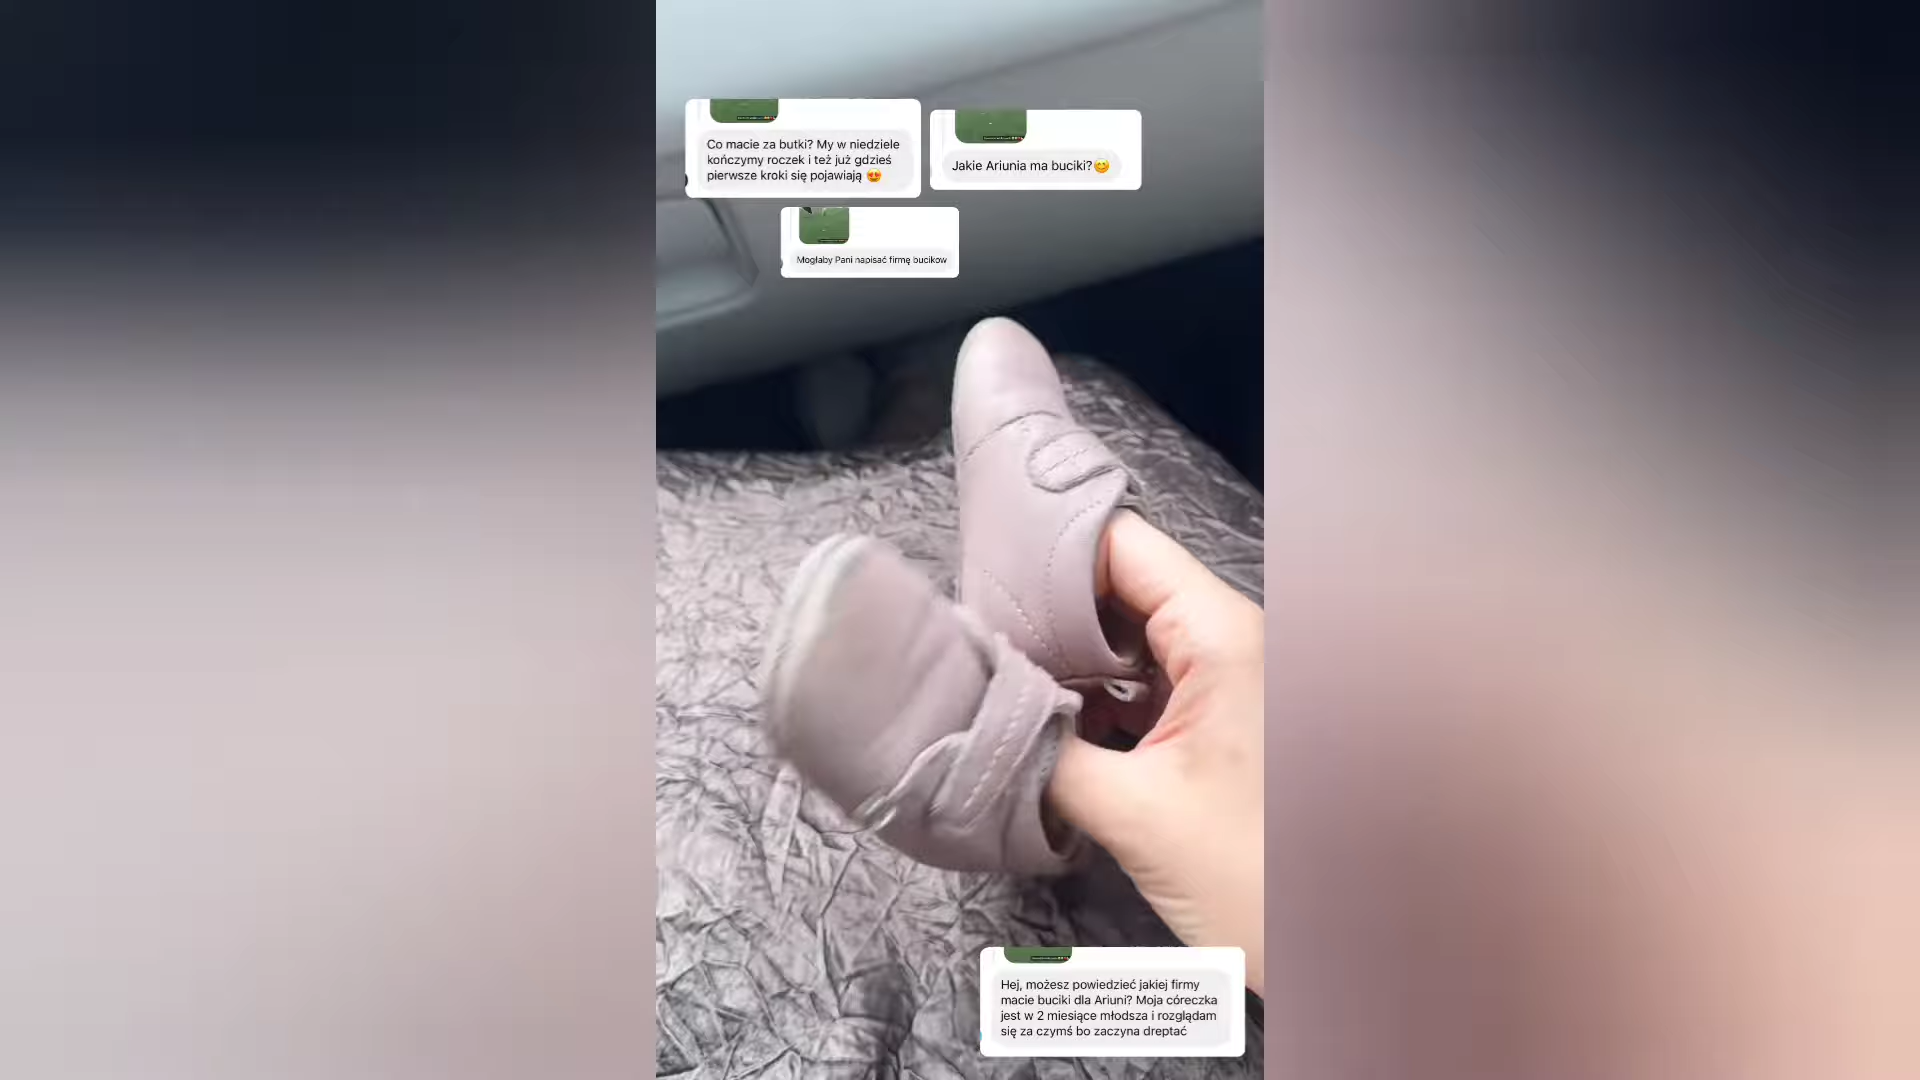 Co macie za butki? My w niedziele
kończymy roczek i też już gdzieś
pierwsze kroki się pojawiają 😍
Jakie Ariunia ma buciki?😊
Mogłaby Pani napisać firmę bucikow
Hej, możesz powiedzieć jakiej firmy
macie buciki dla Ariuni? Moja córeczka
jest w 2 miesiące młodsza i rozglądam
się za czymś bo zaczyna dreptać